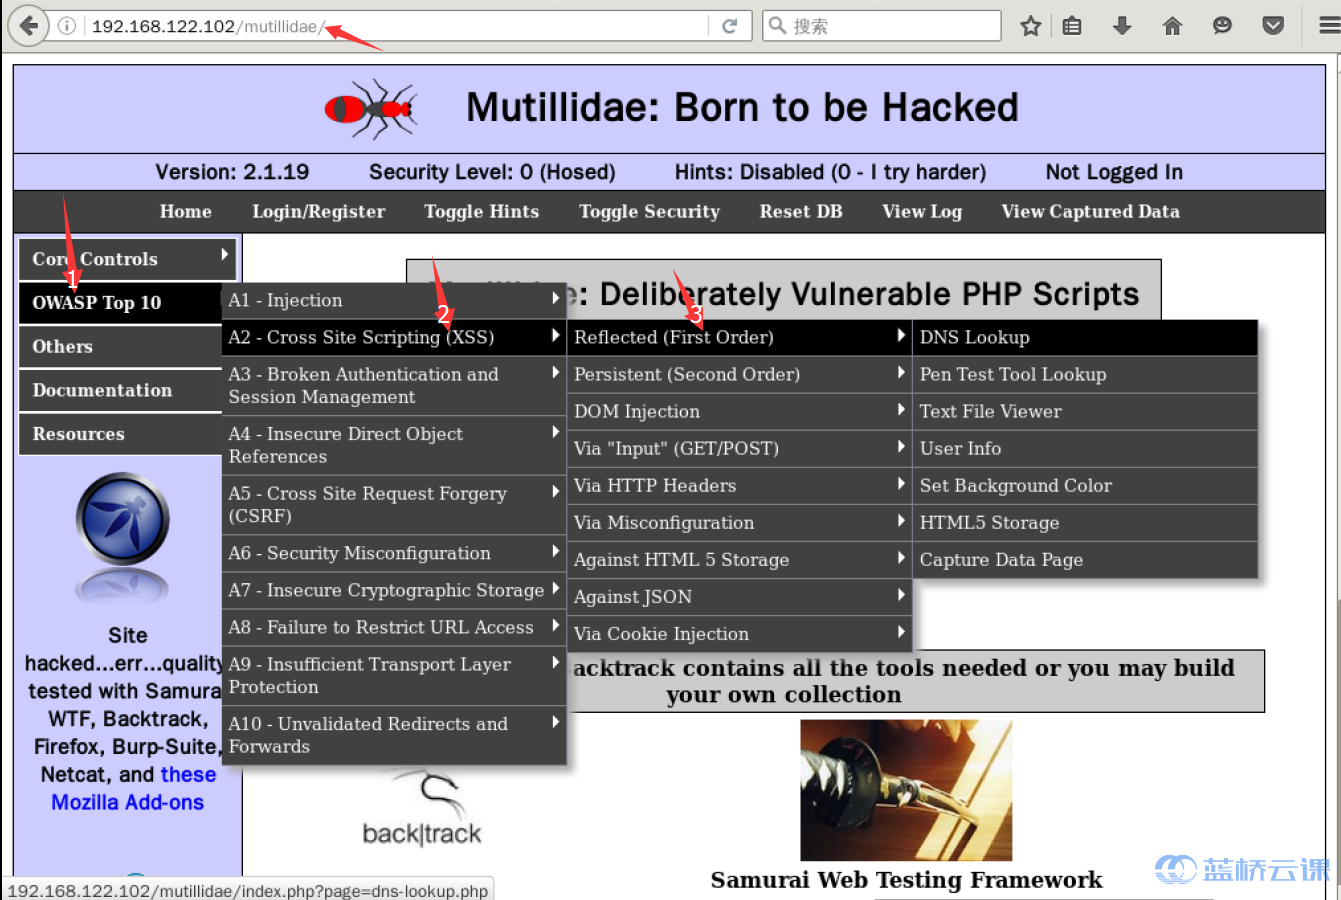 192.168.122.102/mutillidae/
搜索
Mutillidae: Born to be Hacked
Version: 2.1.19 Security Level: 0 (Hosed) Hints: Disabled (0 - I try harder) Not Logged In
Home Login/Register Toggle Hints Toggle Security Reset DB View Log View Captured Data
Core Controls
1
OWASP Top 10
Others
Documentation
Resources
A1 - Injection
2
A2 - Cross Site Scripting (XSS)
A3 - Broken Authentication and
Session Management
A4 - Insecure Direct Object
References
A5 - Cross Site Request Forgery
(CSRF)
A6 - Security Misconfiguration
A7 - Insecure Cryptographic Storage
A8 - Failure to Restrict URL Access
A9 - Insufficient Transport Layer
Protection
A10 - Unvalidated Redirects and
Forwards
: Deliberately Vulnerable PHP Scripts
3
Reflected (First Order)
Persistent (Second Order)
DOM Injection
Via "Input" (GET/POST)
Via HTTP Headers
Via Misconfiguration
Against HTML 5 Storage
Against JSON
Via Cookie Injection
DNS Lookup
Pen Test Tool Lookup
Text File Viewer
User Info
Set Background Color
HTML5 Storage
Capture Data Page
Site
hacked...err...quality
tested with Samura
WTF, Backtrack,
Firefox, Burp-Suite,
Netcat, and these
Mozilla Add-ons
acktrack contains all the tools needed or you may build
your own collection
back|track
Samurai Web Testing Framework
蓝桥云课
192.168.122.102/mutillidae/index.php?page=dns-lookup.php